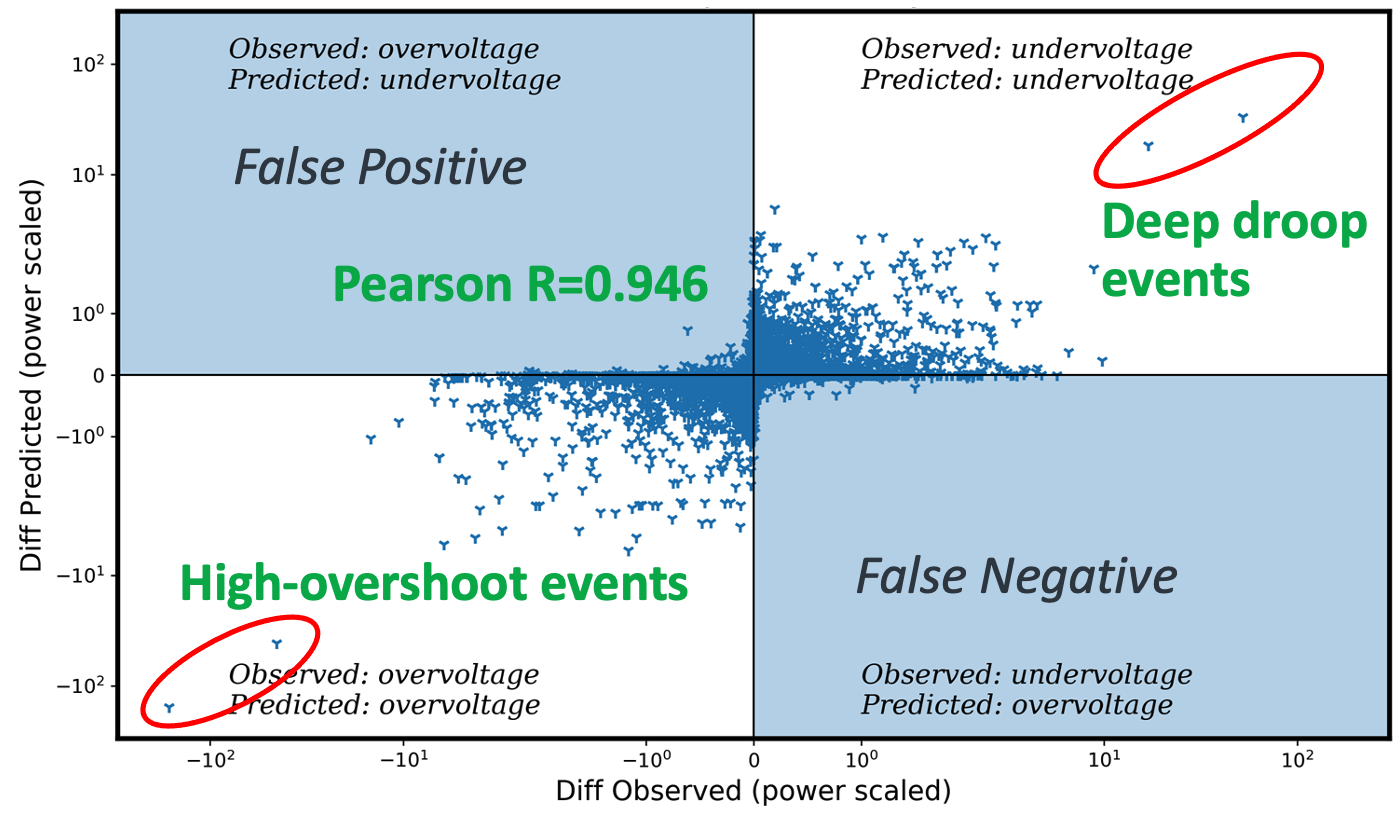 Observed: overvoltage
Predicted: undervoltage
Observed: undervoltage
Predicted: undervoltage
False Positive
Pearson R=0.946
Deep droop
events
High-overshoot events
False Negative
Observed: overvoltage
Predicted: overvoltage
Observed: undervoltage
Predicted: overvoltage
Diff Predicted (power scaled)
10²
10¹
10⁰
0
−10⁰
−10¹
−10²
−10² −10¹ −10⁰ 0 10⁰ 10¹ 10²
Diff Observed (power scaled)